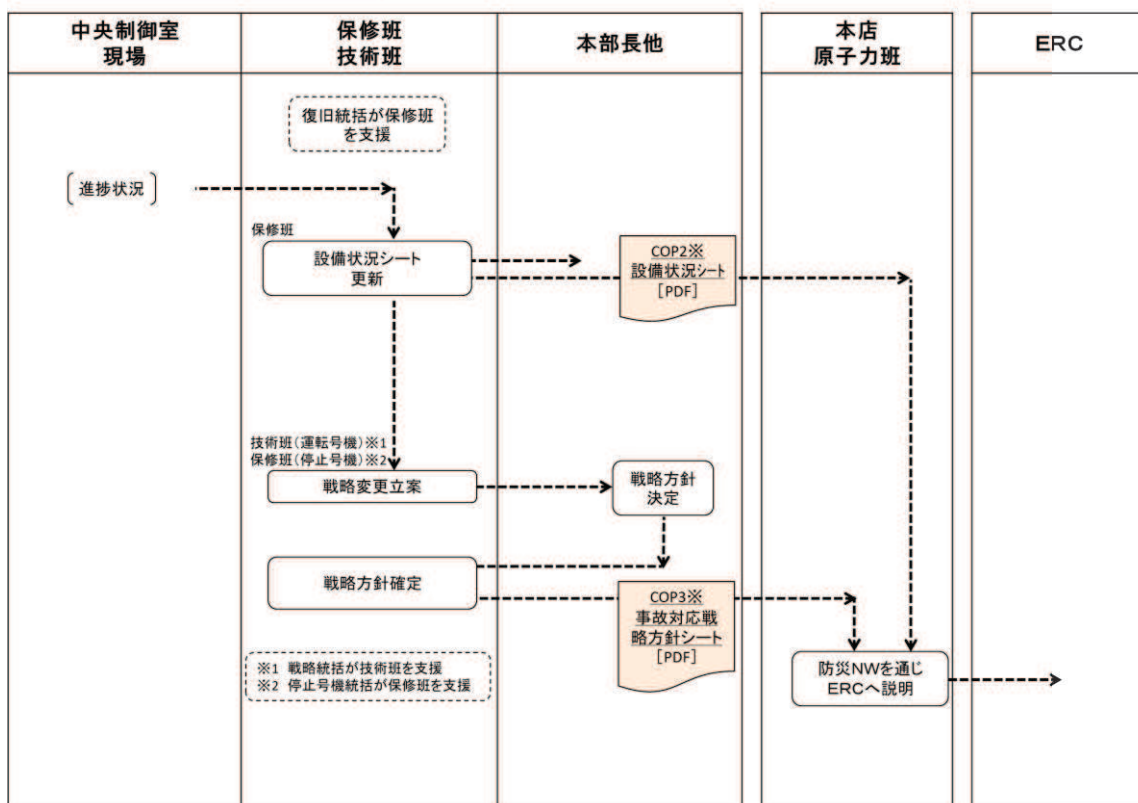 中央制御室
現場
保修班
技術班
本部長他
本店
原子力班
ERC
復旧統括が保修班
を支援
［進捗状況］
保修班
設備状況シート
更新
COP2※
設備状況シート
［PDF］
技術班（運転号機）※1
保修班（停止号機）※2
戦略変更立案
戦略方針
決定
戦略方針確定
COP3※
事故対応戦
略方針シート
［PDF］
※1 戦略統括が技術班を支援
※2 停止号機統括が保修班を支援
防災NWを通じ
ERCへ説明